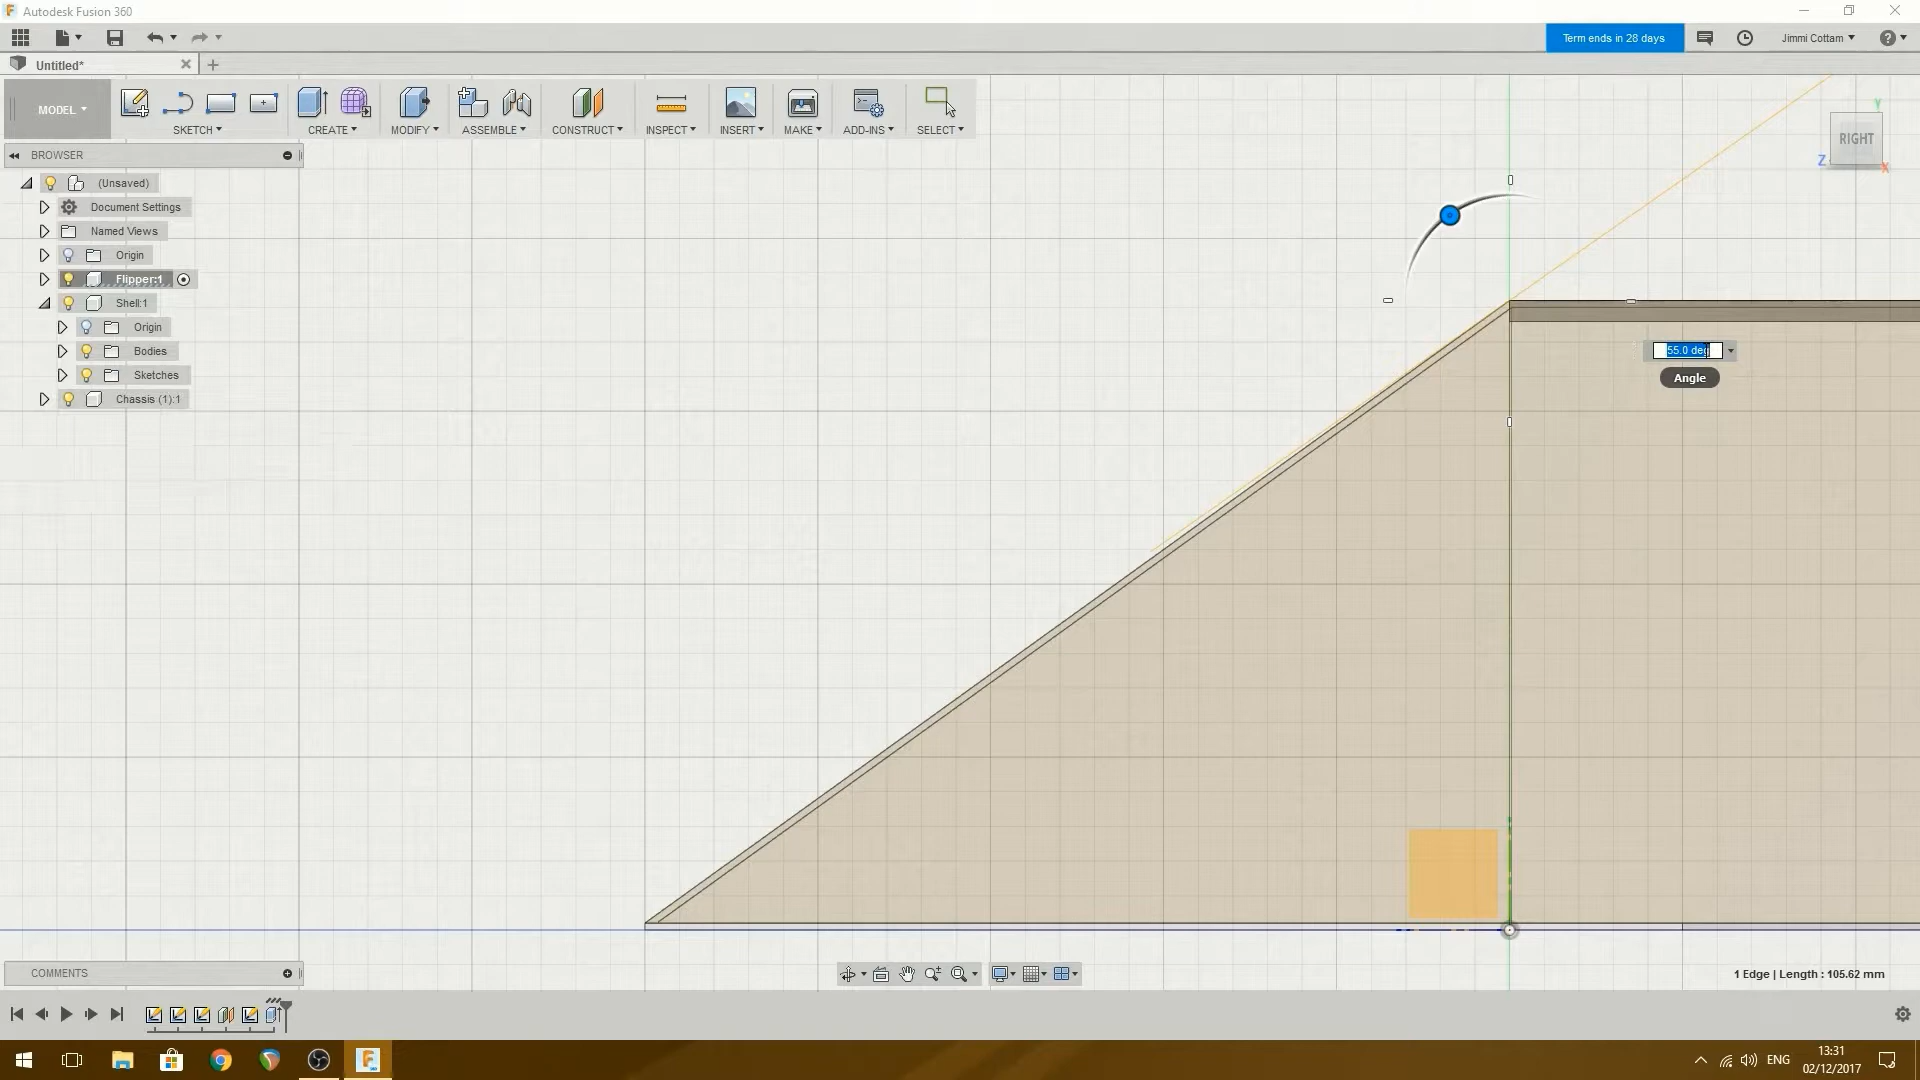 Autodesk Fusion 360
Term ends in 28 days
Jimmi Cottam
Untitled*
MODEL
SKETCH
CREATE
MODIFY
ASSEMBLE
CONSTRUCT
INSPECT
INSERT
MAKE
ADD-INS
SELECT
Y
RIGHT
Z
X
BROWSER
(Unsaved)
Document Settings
Named Views
Origin
Flipper:1
Shell:1
Origin
Bodies
Sketches
Chassis (1):1
55.0 deg
Angle
COMMENTS
1 Edge | Length : 105.62 mm
ENG
13:31
02/12/2017